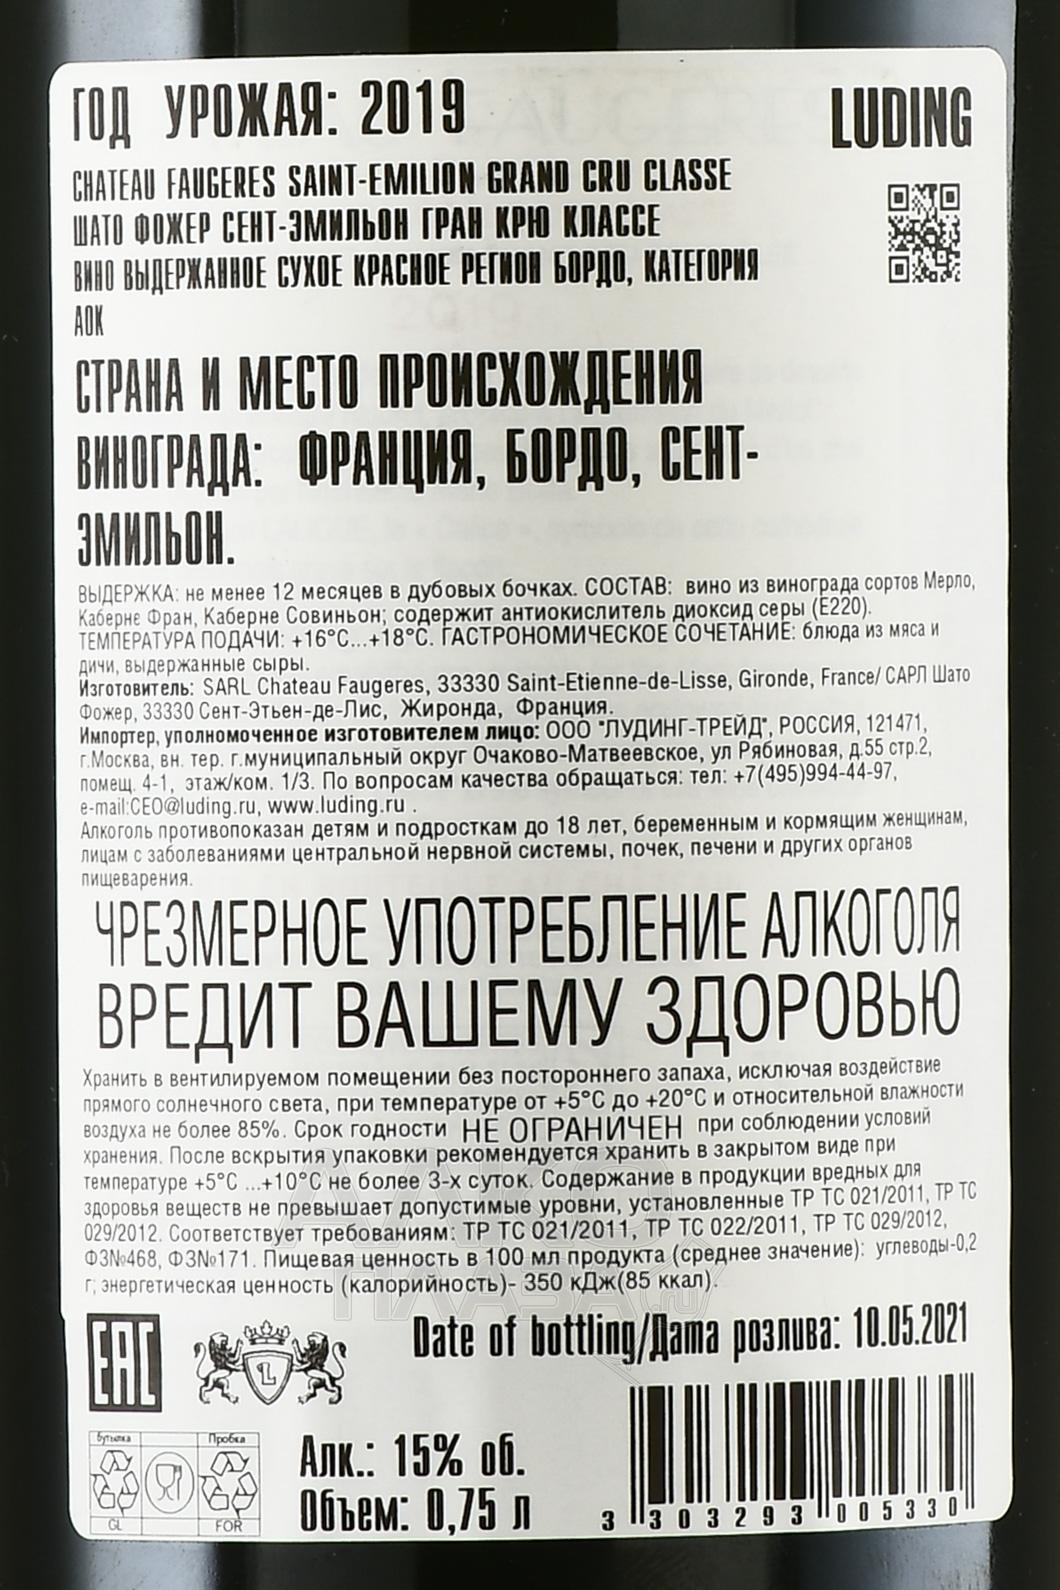 ГОД УРОЖАЯ: 2019
LUDING
CHATEAU FAUGERES SAINT-EMILION GRAND CRU CLASSE
ШАТО ФОЖЕР СЕНТ-ЭМИЛЬОН ГРАН КРЮ КЛАССЕ
ВИНО ВЫДЕРЖАННОЕ СУХОЕ КРАСНОЕ РЕГИОН БОРДО, КАТЕГОРИЯ
АОК
СТРАНА И МЕСТО ПРОИСХОЖДЕНИЯ
ВИНОГРАДА: ФРАНЦИЯ, БОРДО, СЕНТ-
ЭМИЛЬОН.
ВЫДЕРЖКА: не менее 12 месяцев в дубовых бочках. СОСТАВ: вино из винограда сортов Мерло,
Каберне Фран, Каберне Совиньон; содержит антиокислитель диоксид серы (Е220).
ТЕМПЕРАТУРА ПОДАЧИ: +16°С...+18°С. ГАСТРОНОМИЧЕСКОЕ СОЧЕТАНИЕ: блюда из мяса и
дичи, выдержанные сыры.
Изготовитель: SARL Chateau Faugeres, 33330 Saint-Etienne-de-Lisse, Gironde, France/ САРЛ Шато
Фожер, 33330 Сент-Этьен-де-Лис, Жиронда, Франция.
Импортер, уполномоченное изготовителем лицо: ООО "ЛУДИНГ-ТРЕЙД", РОССИЯ, 121471,
г.Москва, вн. тер. г.муниципальный округ Очаково-Матвеевское, ул Рябиновая, д.55 стр.2,
помещ. 4-1, этаж/ком. 1/3. По вопросам качества обращаться: тел: +7(495)994-44-97,
e-mail:CEO@luding.ru, www.luding.ru .
Алкоголь противопоказан детям и подросткам до 18 лет, беременным и кормящим женщинам,
лицам с заболеваниями центральной нервной системы, почек, печени и других органов
пищеварения.
ЧРЕЗМЕРНОЕ УПОТРЕБЛЕНИЕ АЛКОГОЛЯ
ВРЕДИТ ВАШЕМУ ЗДОРОВЬЮ
Хранить в вентилируемом помещении без постороннего запаха, исключая воздействие
прямого солнечного света, при температуре от +5°С до +20°С и относительной влажности
воздуха не более 85%. Срок годности НЕ ОГРАНИЧЕН при соблюдении условий
хранения. После вскрытия упаковки рекомендуется хранить в закрытом виде при
температуре +5°С ...+10°С не более 3-х суток. Содержание в продукции вредных для
здоровья веществ не превышает допустимые уровни, установленные ТР ТС 021/2011, ТР ТС
029/2012. Соответствует требованиям: ТР ТС 021/2011, ТР ТС 022/2011, ТР ТС 029/2012,
ФЗ№468, ФЗ№171. Пищевая ценность в 100 мл продукта (среднее значение): углеводы-0,2
г; энергетическая ценность (калорийность)- 350 кДж(85 ккал).
EAC
L
Date of bottling/Дата розлива: 10.05.2021
бутылка Пробка
GL FOR
Алк.: 15% об.
Объем: 0,75 л
3 303293 005330
АЛКО
ПЛАЗА.ru